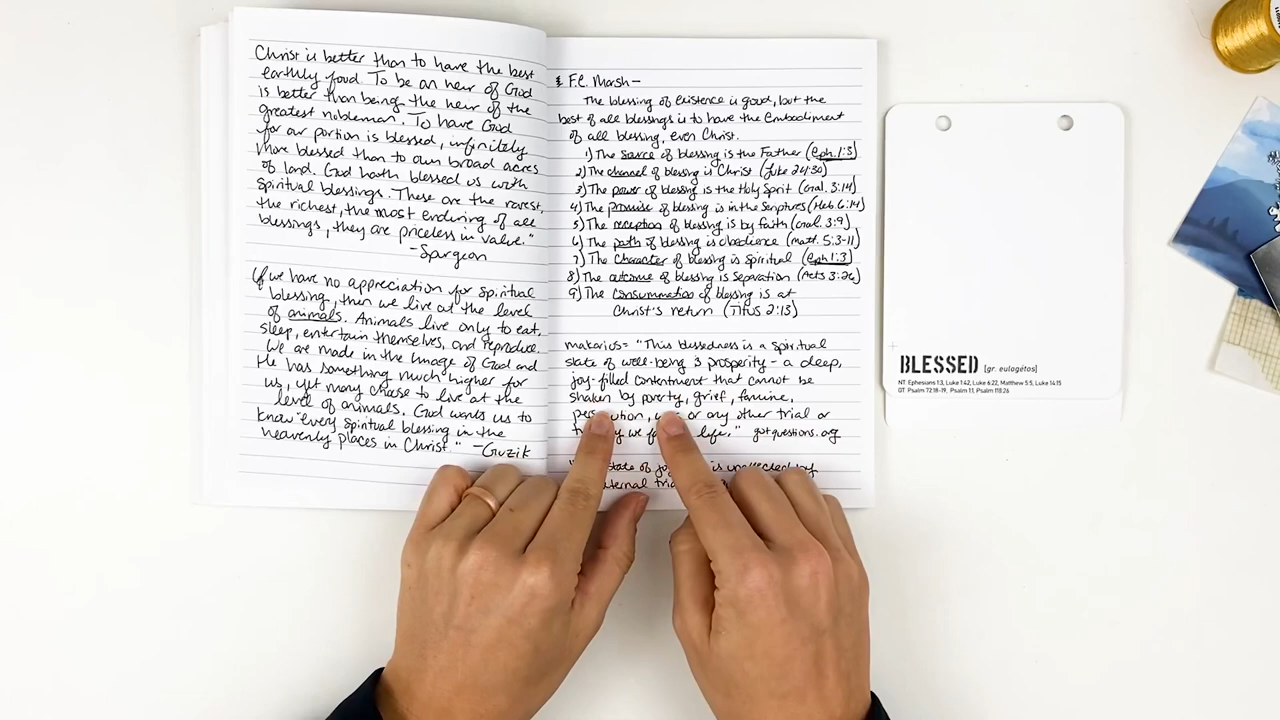 Christ is better than to have the best
earthly food. To be an heir of God
is better than being the heir of the
greatest nobleman. To have God
for our portion is blessed, infinitely
more blessed than to own broad acres
of land. God hath blessed us with
spiritual blessings. These are the rarest,
the richest, the most enduring of all
blessings, they are priceless in value."
-Spurgeon
If we have no appreciation for spiritual
blessing, then we live at the level
of animals. Animals live only to eat,
sleep, entertain themselves, and reproduce.
We are made in the image of God and
He has something much higher for
us, yet many choose to live at the
level of animals. God wants us to
know "every spiritual blessing in the
heavenly places in Christ." -Guzik
F.E. Marsh-
The blessing of existence is good, but the
best of all blessings is to have the Embodiment
of all blessing, even Christ.
1) The source of blessing is the Father (Eph. 1:3)
2) The channel of blessing is Christ (Luke 24:30)
3) The power of blessing is the Holy Spirit (Gal. 3:14)
4) The promise of blessing is in the Scriptures (Heb 6:14)
5) The reception of blessing is by faith (Gal. 3:9)
6) The path of blessing is obedience (matt. 5:3-11)
7) The character of blessing is spiritual (Eph 1:3)
8) The outcome of blessing is separation (Acts 3:26)
9) The consummation of blessing is at
Christ's return (Titus 2:13)
makarios= "This blessedness is a spiritual
state of well-being is prosperity - a deep,
joy-filled contentment that cannot be
shaken by poverty, grief, famine,
or any other trial or
we life." gotquestions.org
state of is unaffected by
BLESSED [gr. eulogétos]
NT: Ephesians 1:3, Luke 1:42, Luke 6:22, Matthew 5:5, Luke 14:15
OT: Psalm 72:18-19, Psalm 1:1, Psalm 118:26